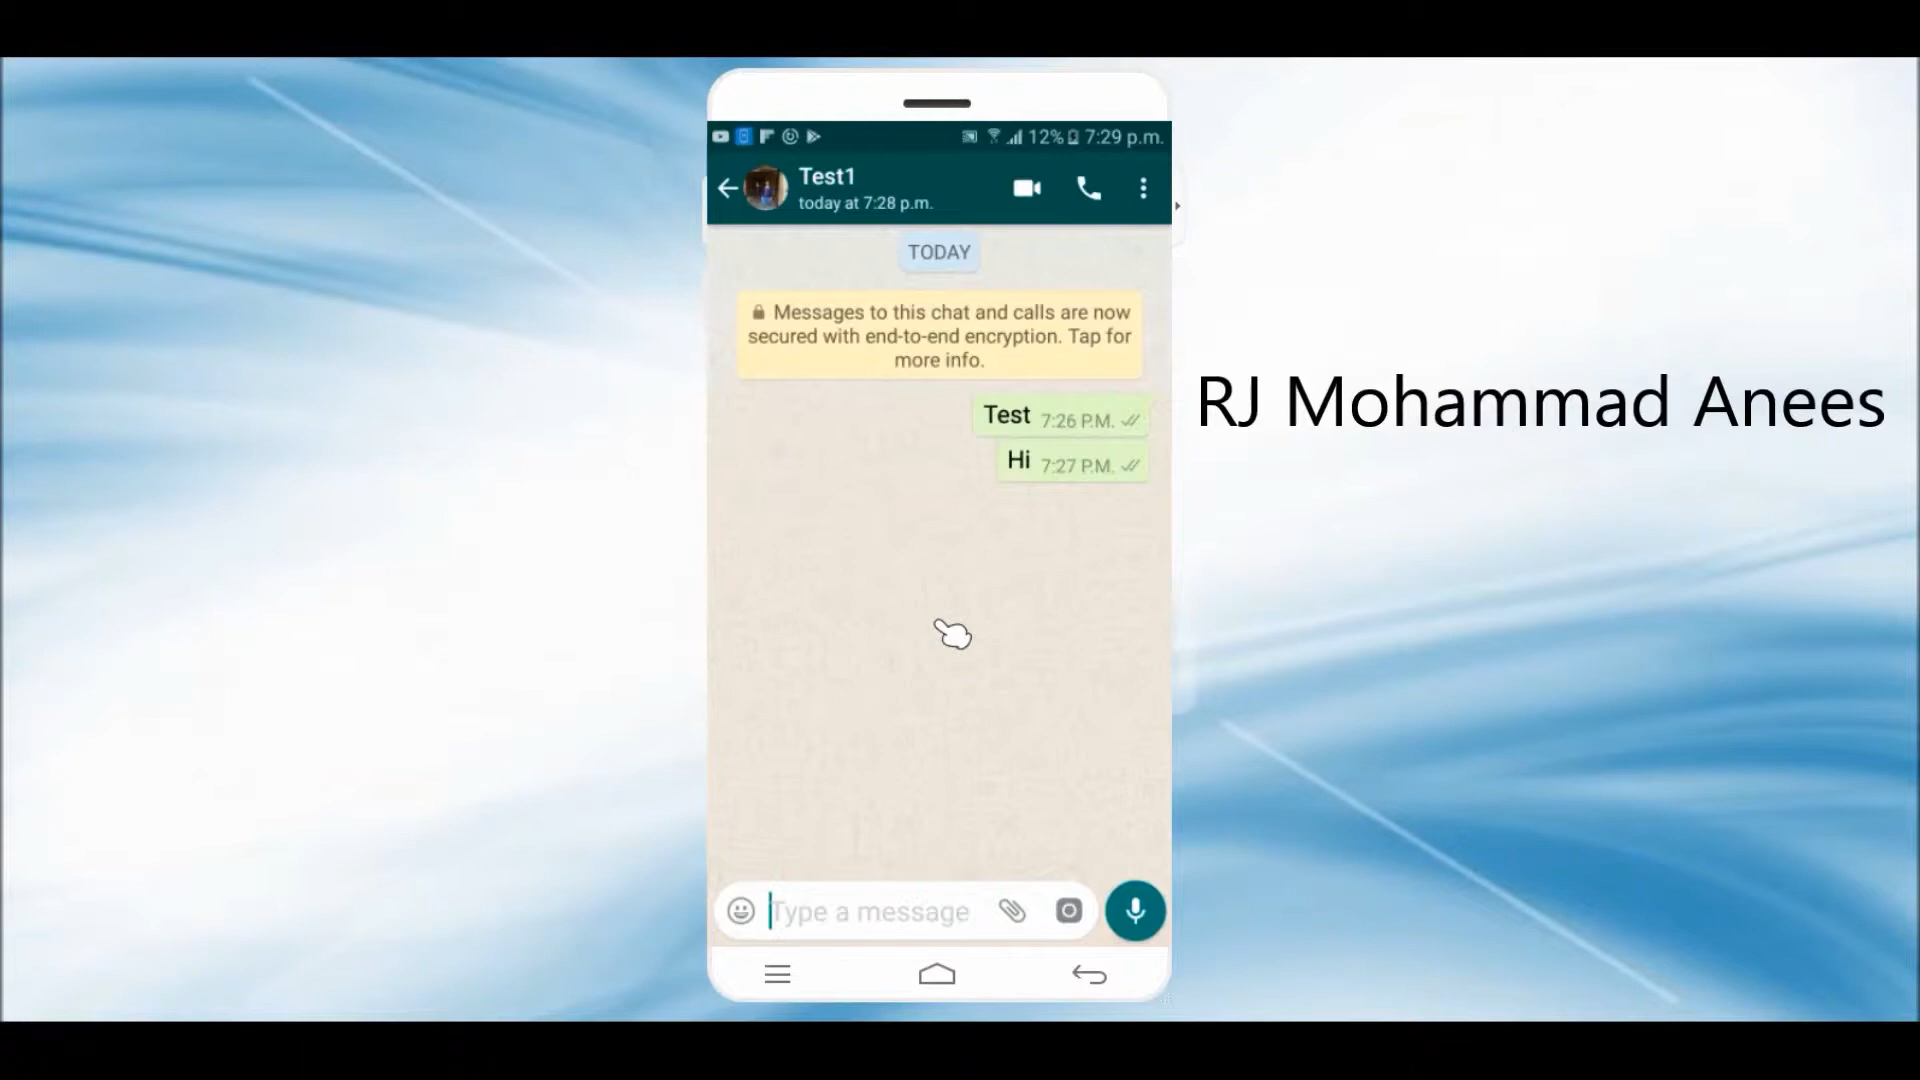 12% 7:29 p.m.
Test1
today at 7:28 p.m.
TODAY
Messages to this chat and calls are now
secured with end-to-end encryption. Tap for
more info.
Test 7:26 P.M.
Hi 7:27 P.M.
Type a message
RJ Mohammad Anees